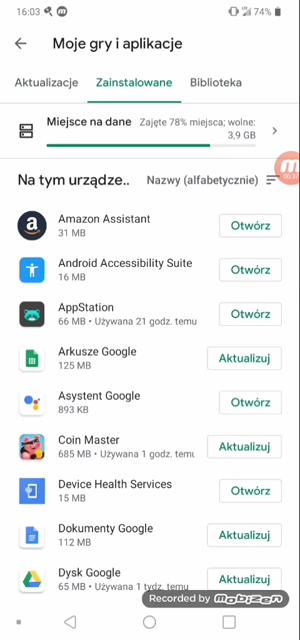 16:03 74%
Moje gry i aplikacje
Aktualizacje Zainstalowane Biblioteka
Miejsce na dane Zajęte 78% miejsca; wolne: 3,9 GB
Na tym urządze.. Nazwy (alfabetycznie)
Amazon Assistant
31 MB
Otwórz
Android Accessibility Suite
16 MB
Otwórz
AppStation
66 MB • Używana 21 godz. temu
Otwórz
Arkusze Google
125 MB
Aktualizuj
Asystent Google
893 KB
Otwórz
Coin Master
685 MB • Używana 1 godz. temu
Aktualizuj
Device Health Services
15 MB
Otwórz
Dokumenty Google
112 MB
Aktualizuj
Dysk Google
65 MB • Używana 1 tydz. temu
Aktualizuj
Recorded by mobizen